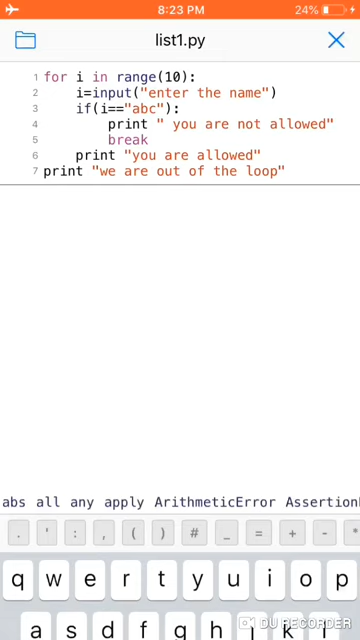 8:23 PM 24%
list1.py
1 for i in range(10):
2 i=input("enter the name")
3 if(i=="abc"):
4 print " you are not allowed"
5 break
6 print "you are allowed"
7 print "we are out of the loop"
abs all any apply ArithmeticError Assertion
. ' : , ( ) # _ = + - *
q w e r t y u i o p
a s d f g h j k l
DU RECORDER